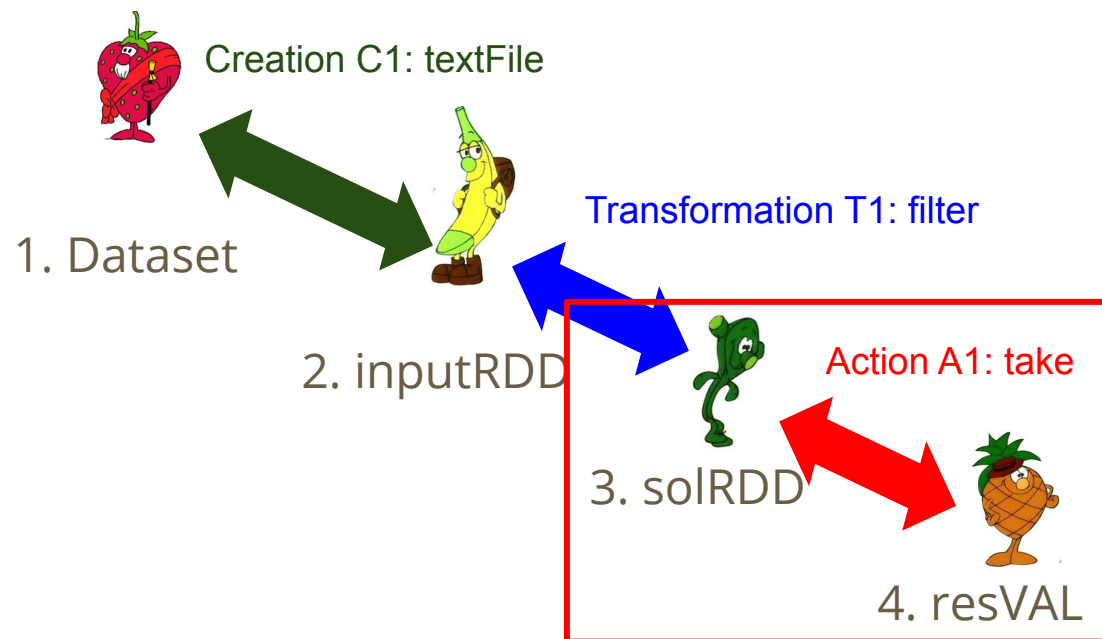 Creation C1: textFile
1. Dataset
Transformation T1: filter
2. inputRDD
Action A1: take
3. solRDD
4. resVAL